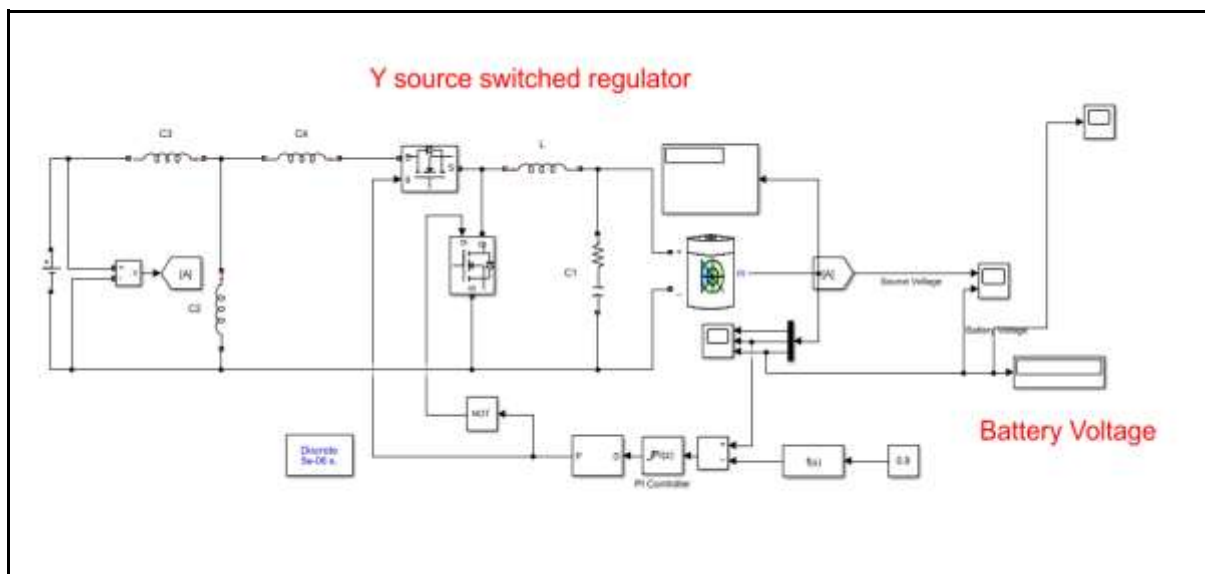 Y source switched regulator
C3
C4
L
S
[A]
C2
C1
[A]
Source Voltage
Battery Voltage
NOT
Discrete
5e-06 s.
P
D
PI(z)
PI Controller
f(u)
0.9
Battery Voltage